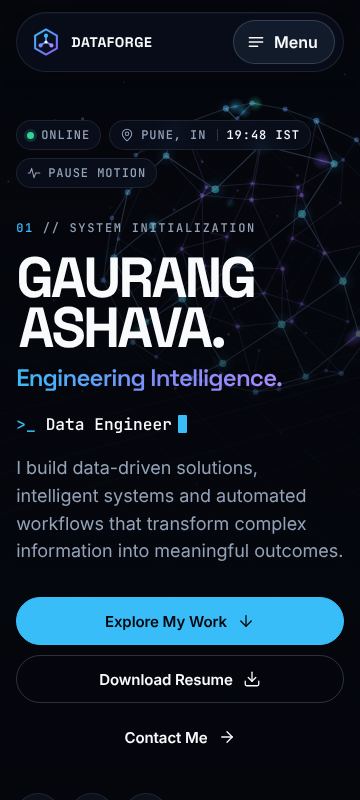 DATAFORGE
Menu
ONLINE
PUNE, IN | 19:48 IST
PAUSE MOTION
01 // SYSTEM INITIALIZATION
GAURANG
ASHAVA.
Engineering Intelligence.
>_ Data Engineer
I build data-driven solutions,
intelligent systems and automated
workflows that transform complex
information into meaningful outcomes.
Explore My Work ↓
Download Resume
Contact Me →